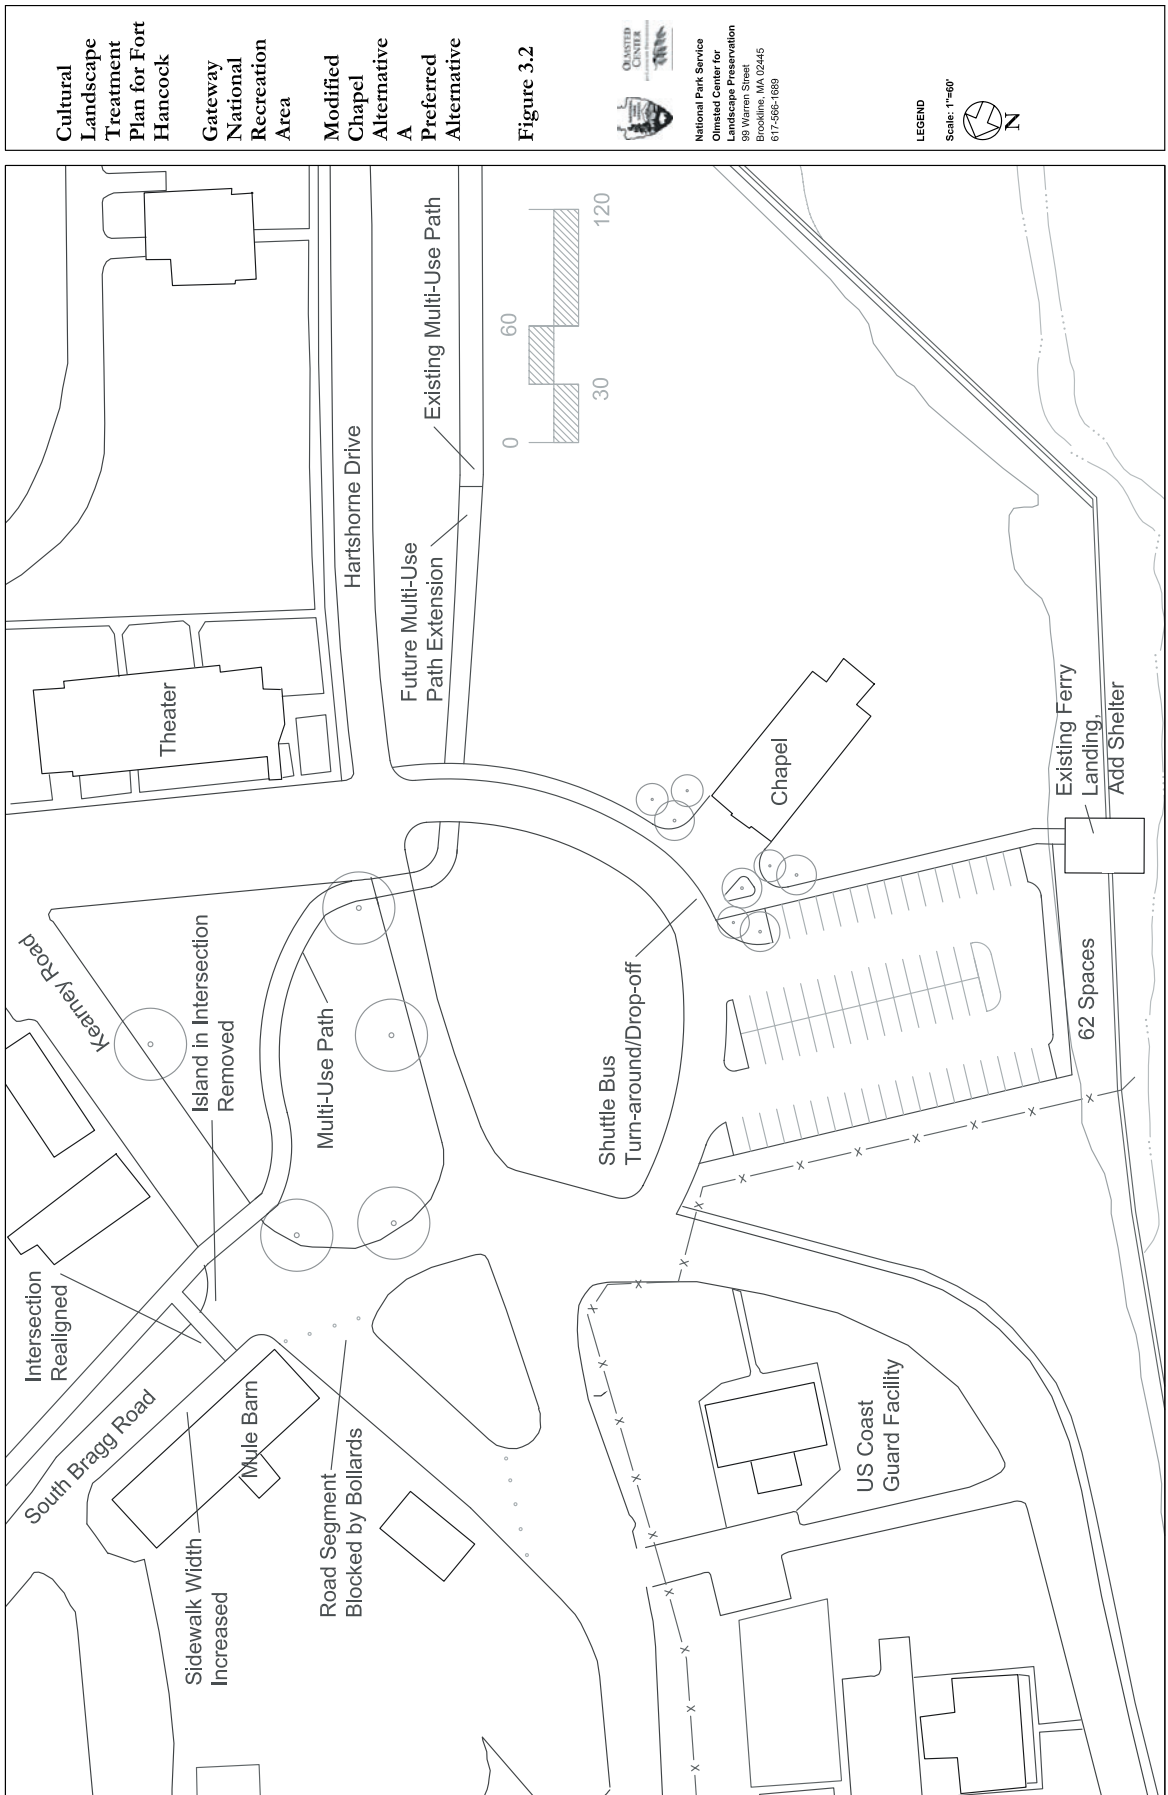 Cultural
Landscape
Treatment
Plan for Fort
Hancock
Gateway
National
Recreation
Area
Modified
Chapel
Alternative
A
Preferred
Alternative
Figure 3.2
OLMSTED
CENTER
National Park Service
Olmsted Center for
Landscape Preservation
99 Warren Street
Brookline, MA 02445
617-566-1689
LEGEND
Scale: 1"=60'
N
Theater
Hartshorne Drive
Existing Multi-Use Path
Future Multi-Use
Path Extension
0
30
60
120
Kearney Road
Island in Intersection
Removed
Multi-Use Path
Chapel
Existing Ferry
Landing,
Add Shelter
Shuttle Bus
Turn-around/Drop-off
62 Spaces
Intersection
Realigned
South Bragg Road
Mule Barn
Sidewalk Width
Increased
Road Segment
Blocked by Bollards
US Coast
Guard Facility